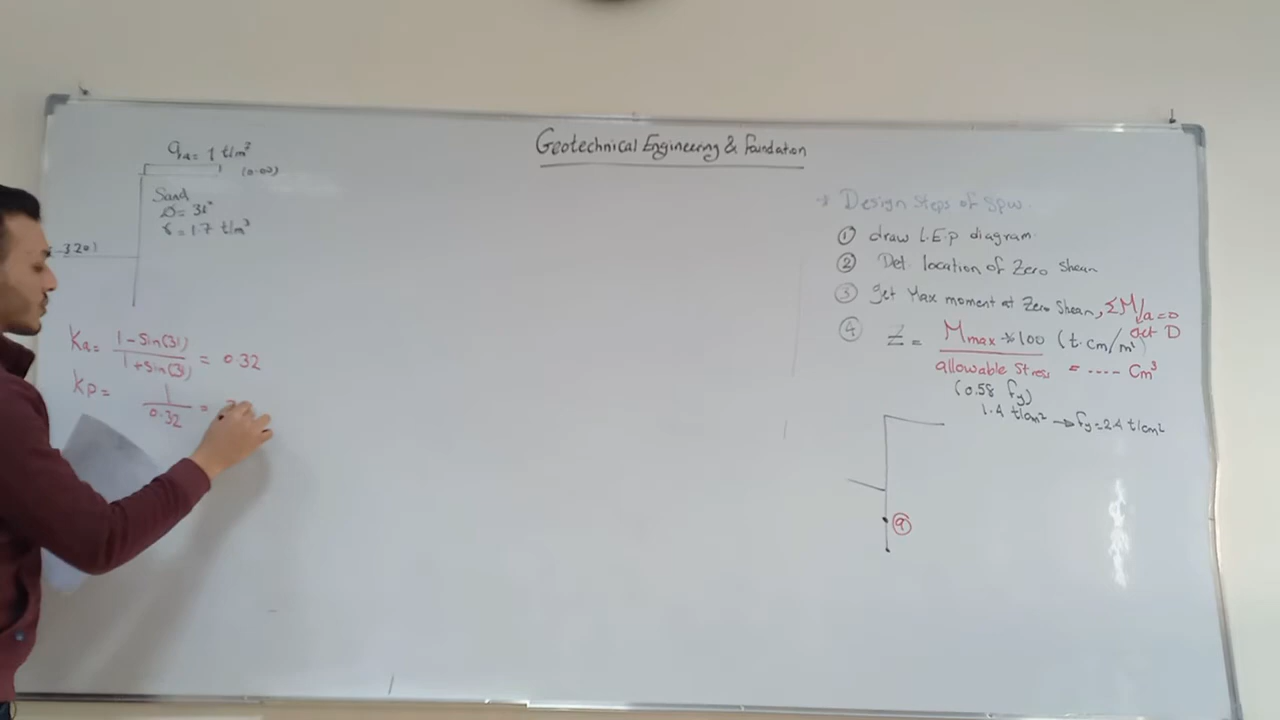 Geotechnical Engineering & Foundation
qa = 1 t/m²
(0.00)
Sand
Ø = 31°
γ = 1.7 t/m³
3.20)
Ka = 1 - Sin(31) / 1 + Sin(31) = 0.32
Kp = 1 / 0.32 =
Design Steps of SPW
① draw L.E.p diagram
② Det. location of Zero Shear
③ get Max moment at Zero Shear, ΣM/a = 0
get D
④ Z = Mmax * 100 (t.cm/m') / allowable stress = .... Cm³
(0.58 fy)
1.4 t/cm² → fy = 2.4 t/cm²
ⓐ